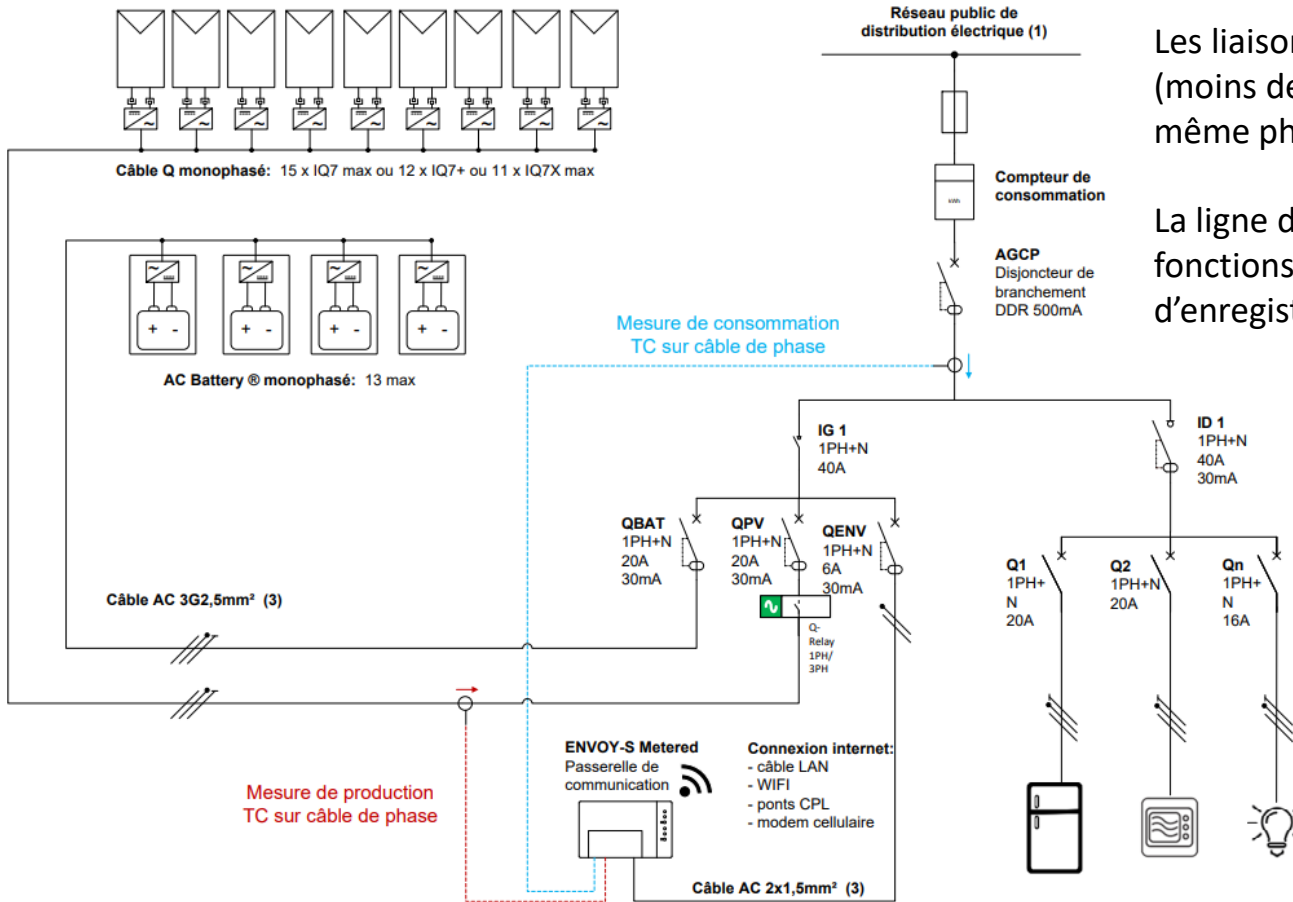 Réseau public de
distribution électrique (1)
Les liaison
(moins de
même ph
Câble Q monophasé: 15 x IQ7 max ou 12 x IQ7+ ou 11 x IQ7X max
Compteur de
consommation
kWh
La ligne d
fonctions
d'enregist
AGCP
Disjoncteur de
branchement
DDR 500mA
+ -
+ -
+ -
+ -
AC Battery ® monophasé: 13 max
Mesure de consommation
TC sur câble de phase
IG 1
1PH+N
40A
ID 1
1PH+N
40A
30mA
QBAT
1PH+N
20A
30mA
QPV
1PH+N
20A
30mA
QENV
1PH+N
6A
30mA
Q1
1PH+
N
20A
Q2
1PH+N
20A
Qn
1PH+
N
16A
Câble AC 3G2,5mm² (3)
Q-
Relay
1PH/
3PH
Mesure de production
TC sur câble de phase
ENVOY-S Metered
Passerelle de
communication
Connexion internet:
- câble LAN
- WIFI
- ponts CPL
- modem cellulaire
Câble AC 2x1,5mm² (3)